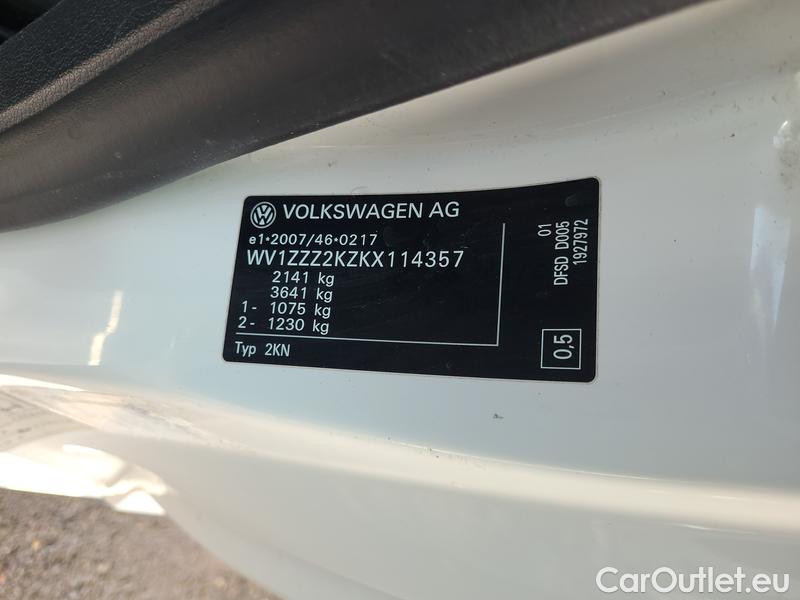 VOLKSWAGEN AG
e1*2007/46*0217
WV1ZZZ2KZKX114357
2141 kg
3641 kg
1- 1075 kg
2- 1230 kg
Typ 2KN
01
DFSD D005
1927972
0,5
CarOutlet.eu